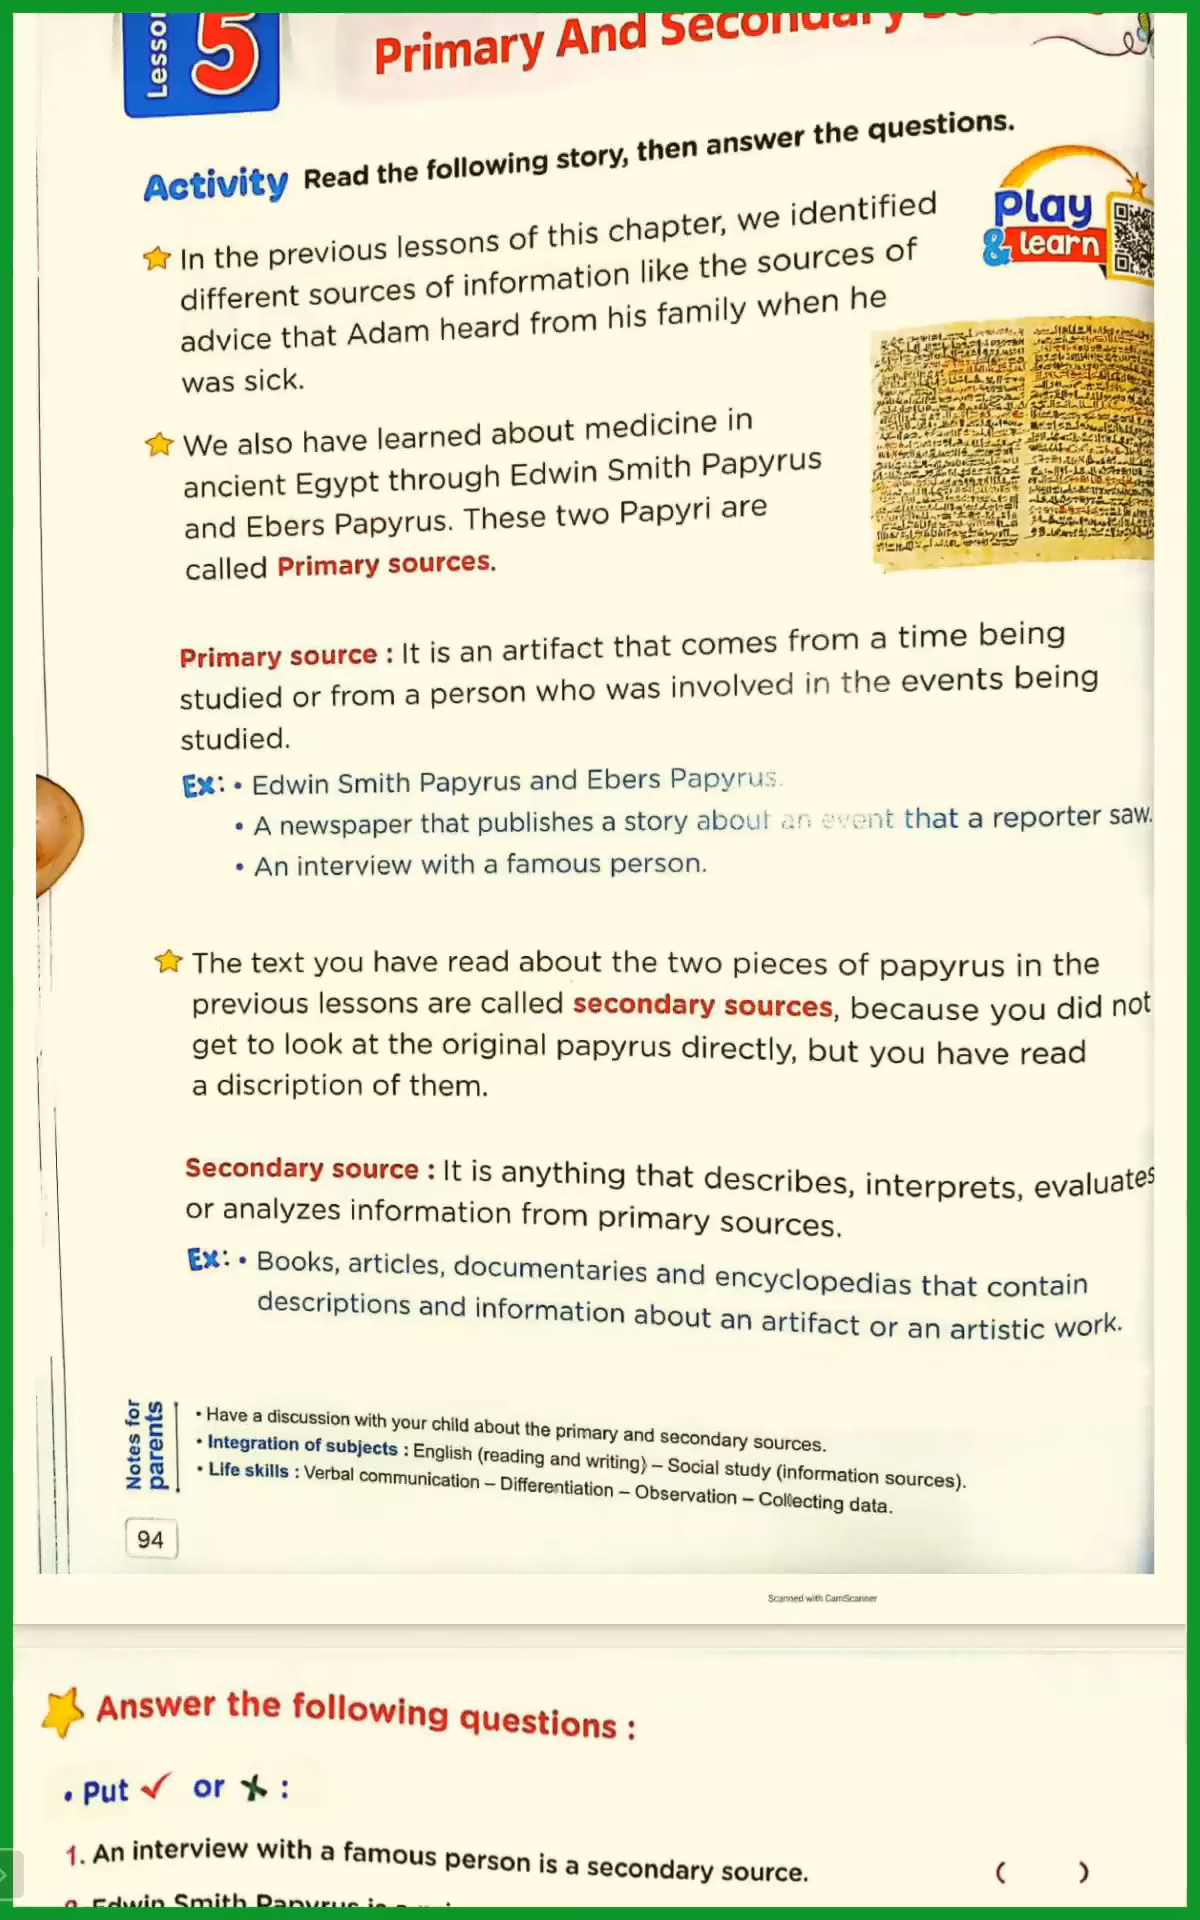 Lesson 5
Primary And Secondary
Activity Read the following story, then answer the questions.
Play
& learn
In the previous lessons of this chapter, we identified
different sources of information like the sources of
advice that Adam heard from his family when he
was sick.
We also have learned about medicine in
ancient Egypt through Edwin Smith Papyrus
and Ebers Papyrus. These two Papyri are
called Primary sources.
Primary source : It is an artifact that comes from a time being
studied or from a person who was involved in the events being
studied.
Ex: • Edwin Smith Papyrus and Ebers Papyrus.
• A newspaper that publishes a story about an event that a reporter saw.
• An interview with a famous person.
The text you have read about the two pieces of papyrus in the
previous lessons are called secondary sources, because you did not
get to look at the original papyrus directly, but you have read
a discription of them.
Secondary source : It is anything that describes, interprets, evaluates
or analyzes information from primary sources.
Ex: • Books, articles, documentaries and encyclopedias that contain
descriptions and information about an artifact or an artistic work.
Notes for
parents
• Have a discussion with your child about the primary and secondary sources.
• Integration of subjects : English (reading and writing) – Social study (information sources).
• Life skills : Verbal communication – Differentiation – Observation – Collecting data.
94
Scanned with CamScanner
Answer the following questions :
• Put ✓ or ✗ :
1. An interview with a famous person is a secondary source. ( )
Edwin Smith Papyrus is a